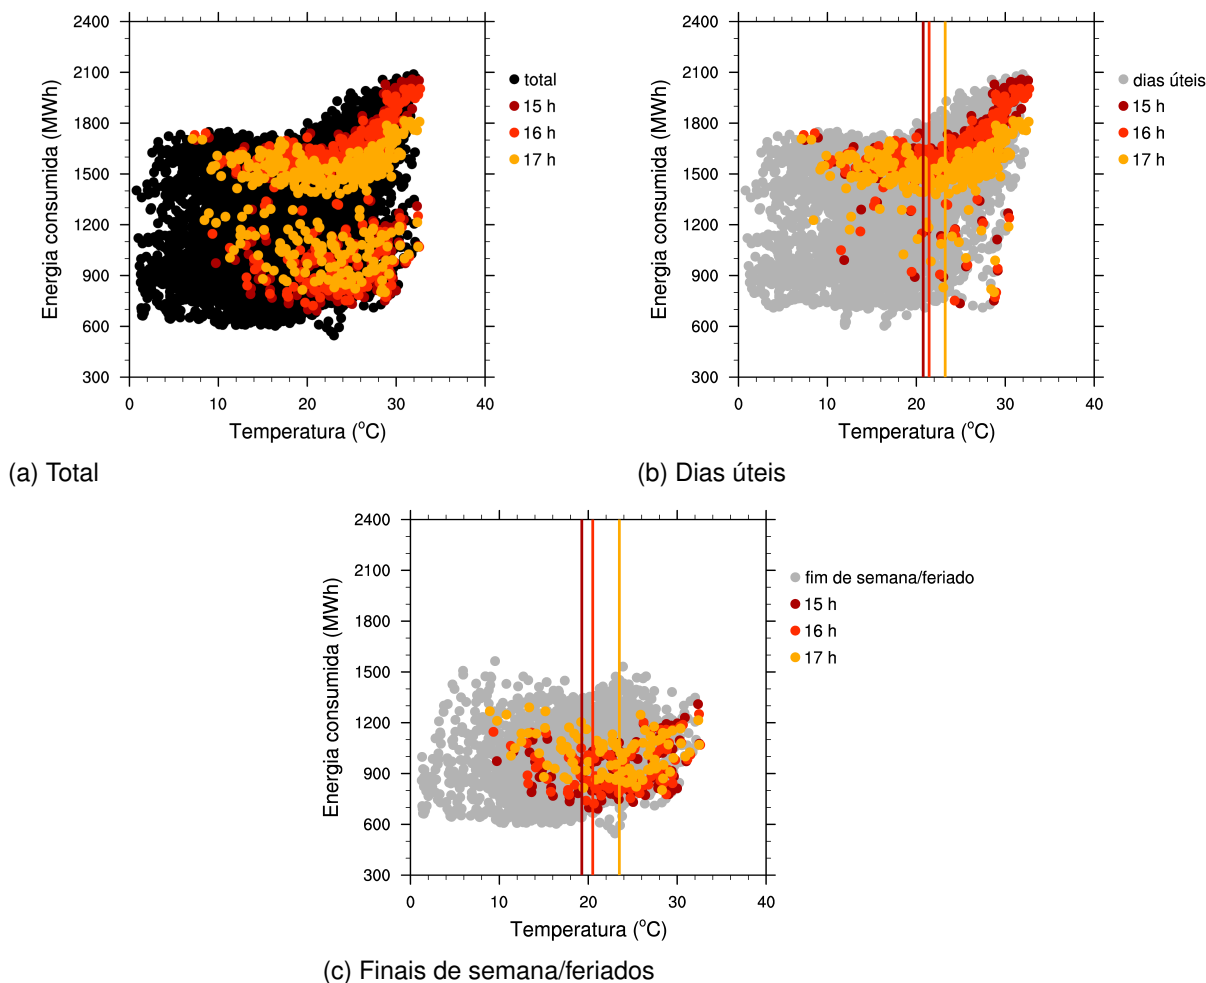 2400
2100
1800
1500
1200
900
600
300
Energia consumida (MWh)
0
10
20
30
40
Temperatura (°C)
total
15 h
16 h
17 h
(a) Total
2400
2100
1800
1500
1200
900
600
300
Energia consumida (MWh)
0
10
20
30
40
Temperatura (°C)
dias úteis
15 h
16 h
17 h
(b) Dias úteis
2400
2100
1800
1500
1200
900
600
300
Energia consumida (MWh)
0
10
20
30
40
Temperatura (°C)
fim de semana/feriado
15 h
16 h
17 h
(c) Finais de semana/feriados